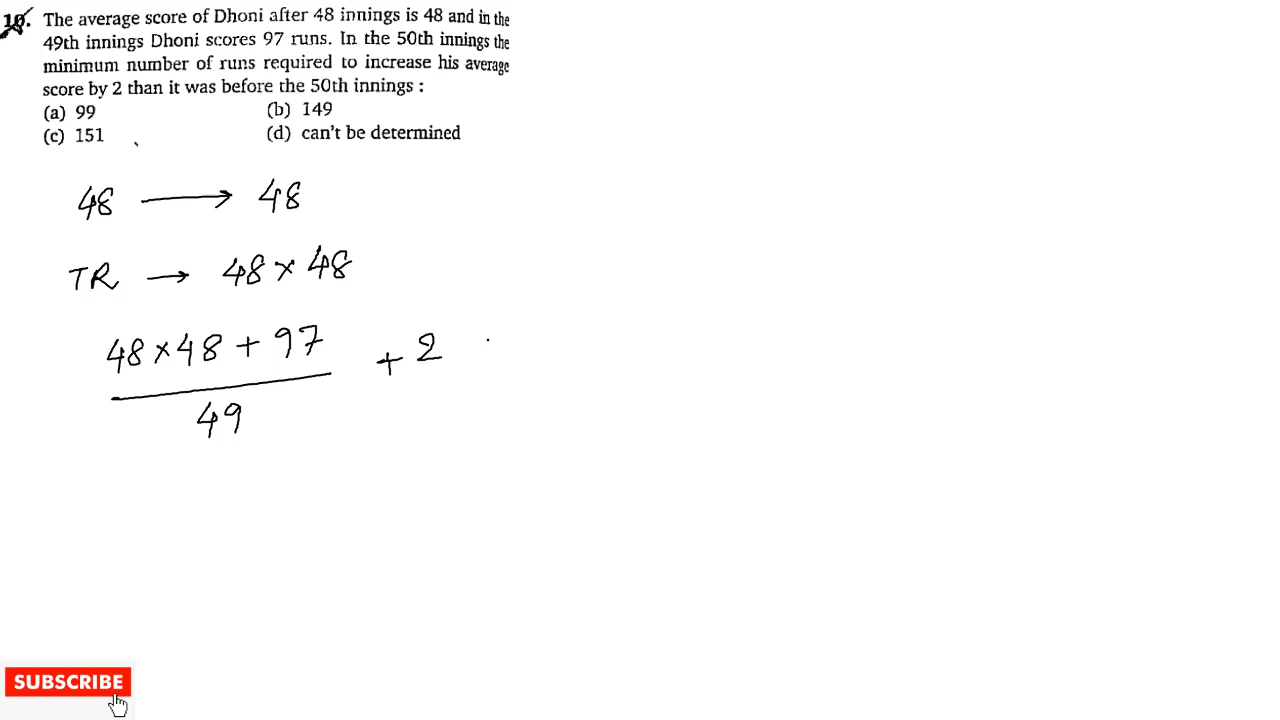 10. The average score of Dhoni after 48 innings is 48 and in the
49th innings Dhoni scores 97 runs. In the 50th innings the
minimum number of runs required to increase his average
score by 2 than it was before the 50th innings :
(a) 99 (b) 149
(c) 151 (d) can't be determined
48 → 48
TR → 48 × 48
48 × 48 + 97
+ 2
49
SUBSCRIBE